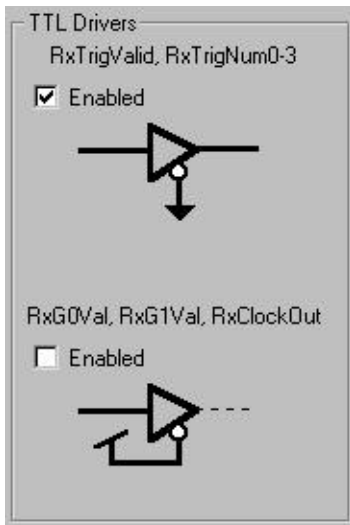 TTL Drivers
RxTrigValid, RxTrigNum0-3
Enabled
RxG0Val, RxG1Val, RxClockOut
Enabled